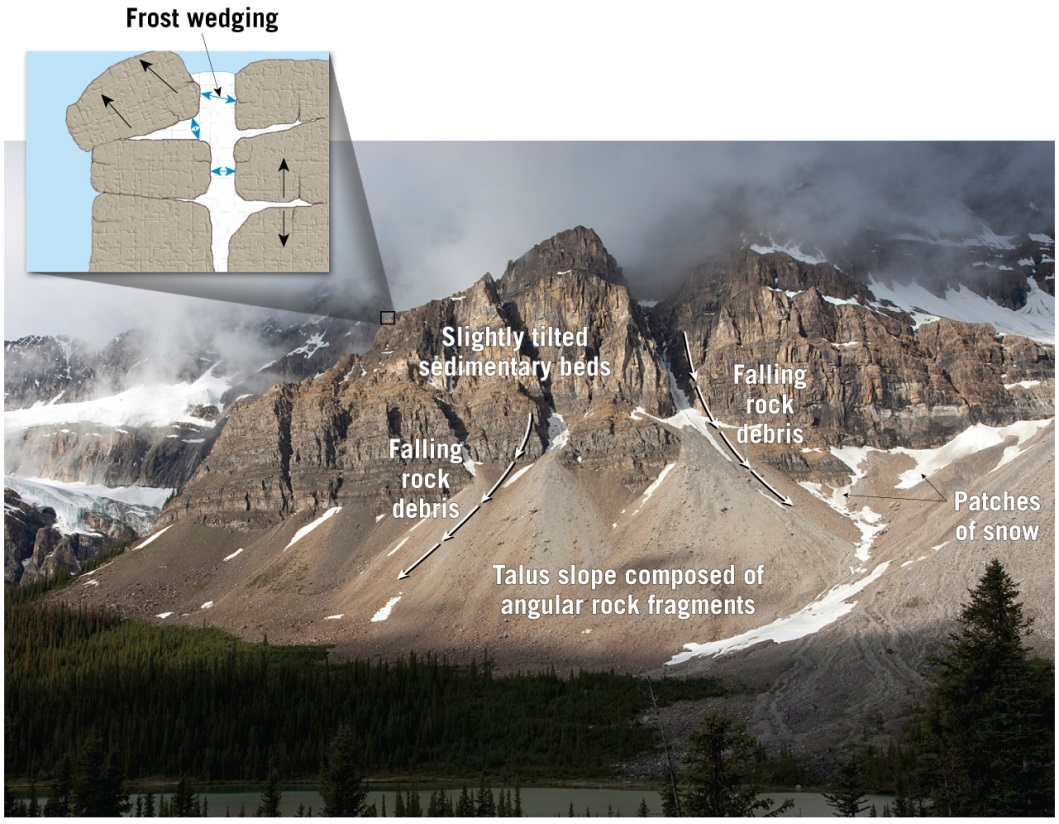 Frost wedging
Slightly tilted
sedimentary beds
Falling
rock
debris
Falling
rock
debris
Patches
of snow
Talus slope composed of
angular rock fragments